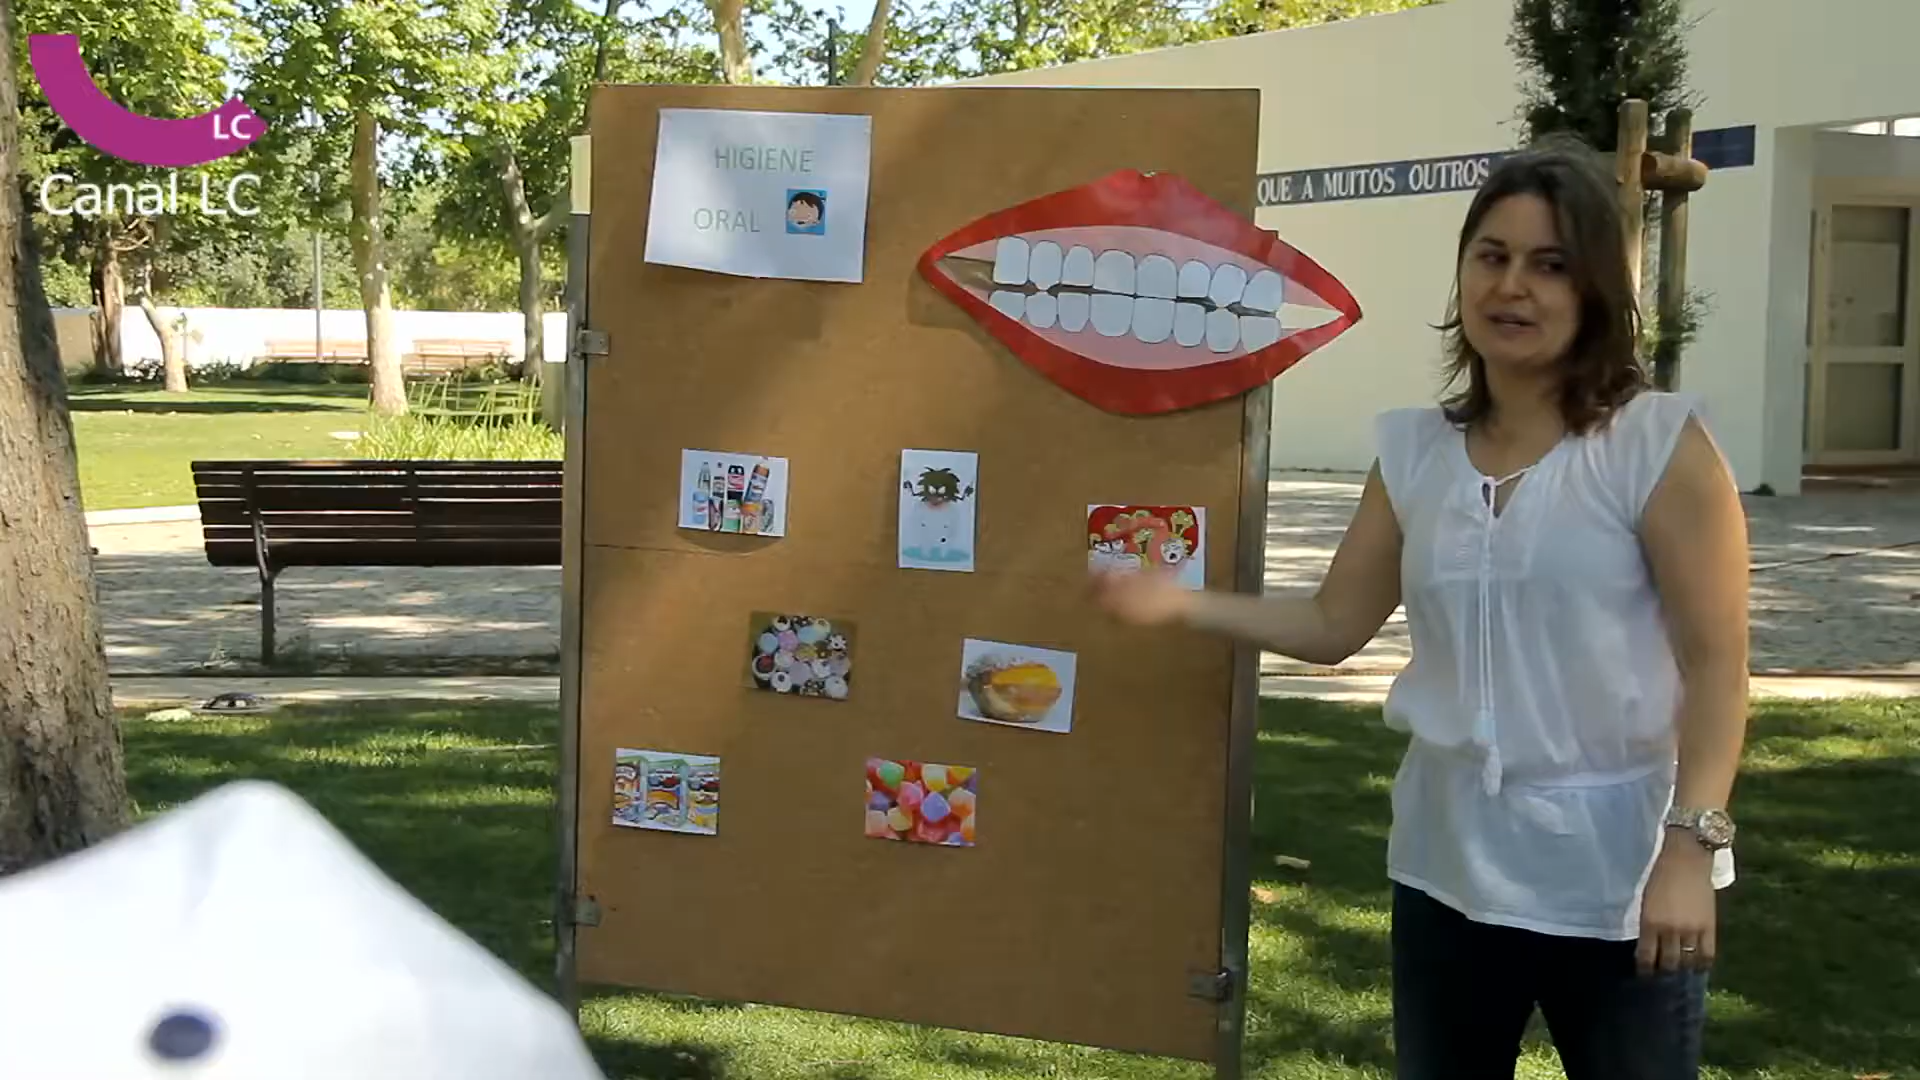 LC
Canal LC
HIGIENE
ORAL
QUE A MUITOS OUTROS